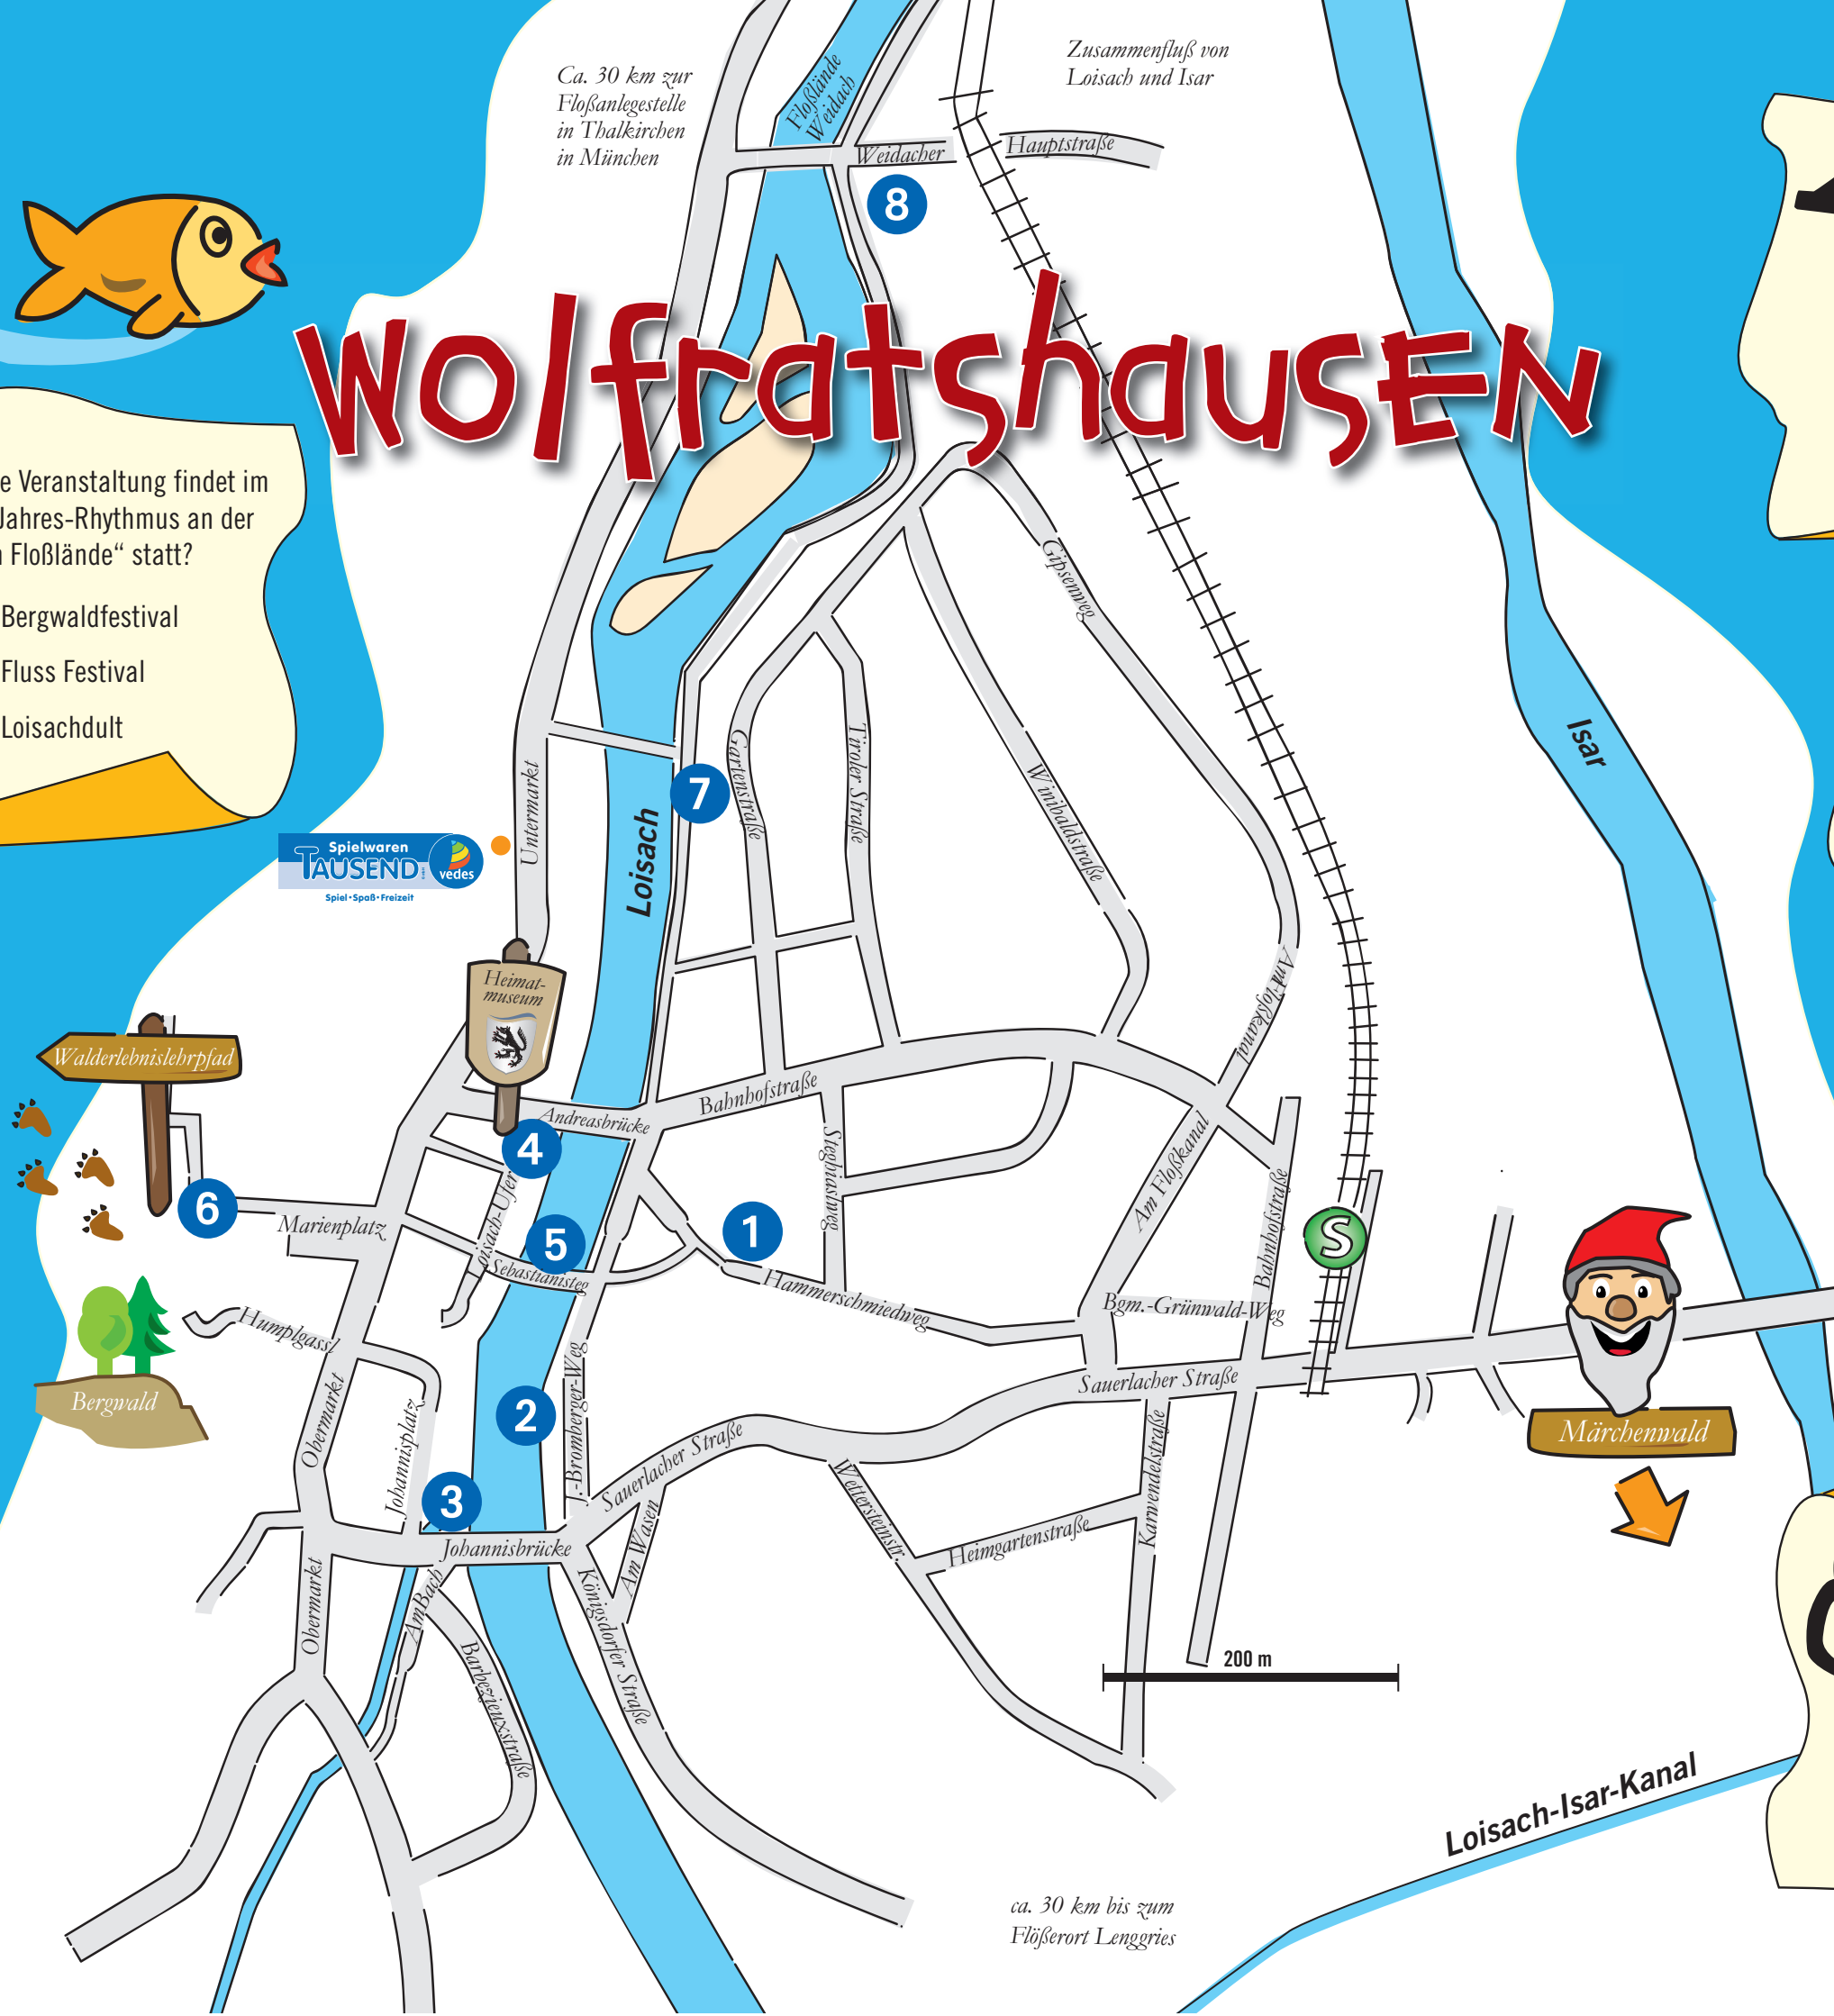 Ca. 30 km zur
Floßanlegestelle
in Thalkirchen
in München
Floßlände
Weidach
Zusammenfluß von
Loisach und Isar
Weidacher
Hauptstraße
8
Wolfratshausen
e Veranstaltung findet im
Jahres-Rhythmus an der
Floßlände“ statt?
Bergwaldfestival
Fluss Festival
Loisachdult
Gipsenweg
Isar
Untermarkt
Loisach
7
Gartenstraße
Tiroler Straße
Winibaldstraße
Spielwaren
TAUSEND
vedes
Spiel•Spaß•Freizeit
Heimat-
museum
Am Floßkanal
Walderlebnislehrpfad
Andreasbrücke
Bahnhofstraße
4
Steghiaslweg
Am Floßkanal
Bahnhofstraße
6
Marienplatz
Loisach-Ufer
5
Sebastianisteg
1
S
Hammerschmiedweg
Bgm.-Grünwald-Weg
Humplgassl
Bergwald
Obermarkt
Johannisplatz
2
J.-Bromberger-Weg
Sauerlacher Straße
Sauerlacher Straße
Märchenwald
3
Johannisbrücke
Am Wasen
Wettersteinstr.
Heimgartenstraße
Karwendelstraße
Obermarkt
Am Bach
Barbezieuxstraße
Königsdorfer Straße
200 m
Loisach-Isar-Kanal
ca. 30 km bis zum
Flößerort Lenggries